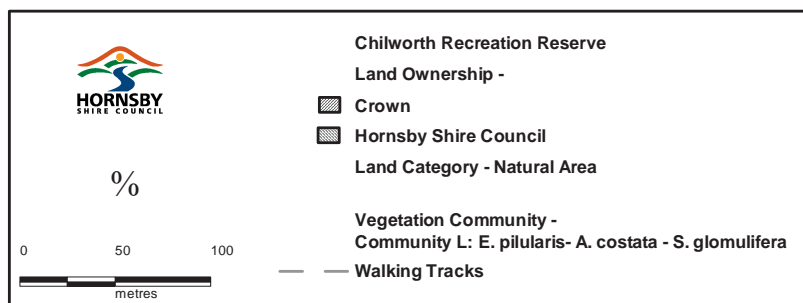 HORNSBY
SHIRE COUNCIL
%
0 50 100
metres
Chilworth Recreation Reserve
Land Ownership -
Crown
Hornsby Shire Council
Land Category - Natural Area
Vegetation Community -
Community L: E. pilularis- A. costata - S. glomulifera
Walking Tracks